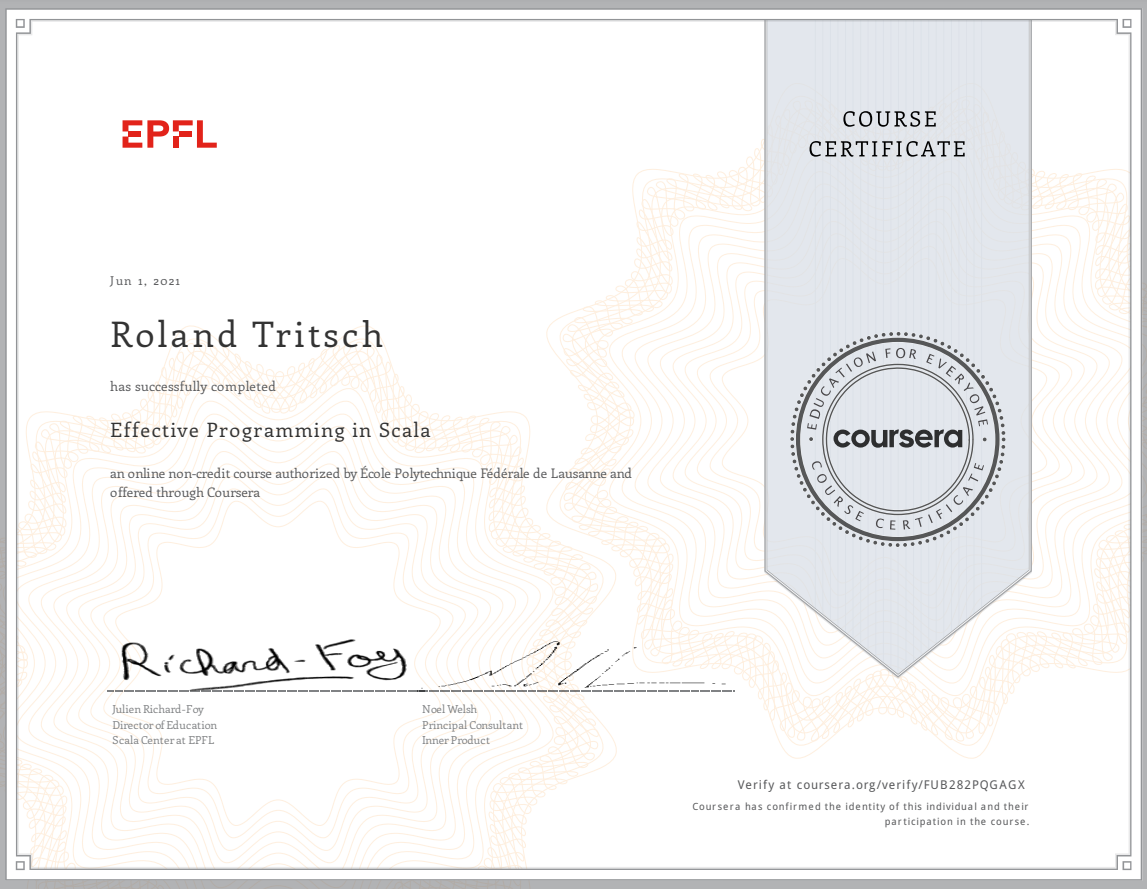 EPFL
COURSE
CERTIFICATE
Jun 1, 2021
Roland Tritsch
has successfully completed
Effective Programming in Scala
an online non-credit course authorized by École Polytechnique Fédérale de Lausanne and
offered through Coursera
EDUCATION FOR EVERYONE
coursera
COURSE CERTIFICATE
Richard-Foy
Julien Richard-Foy
Director of Education
Scala Center at EPFL
Noel Welsh
Principal Consultant
Inner Product
Verify at coursera.org/verify/FUB282PQGAGX
Coursera has confirmed the identity of this individual and their
participation in the course.